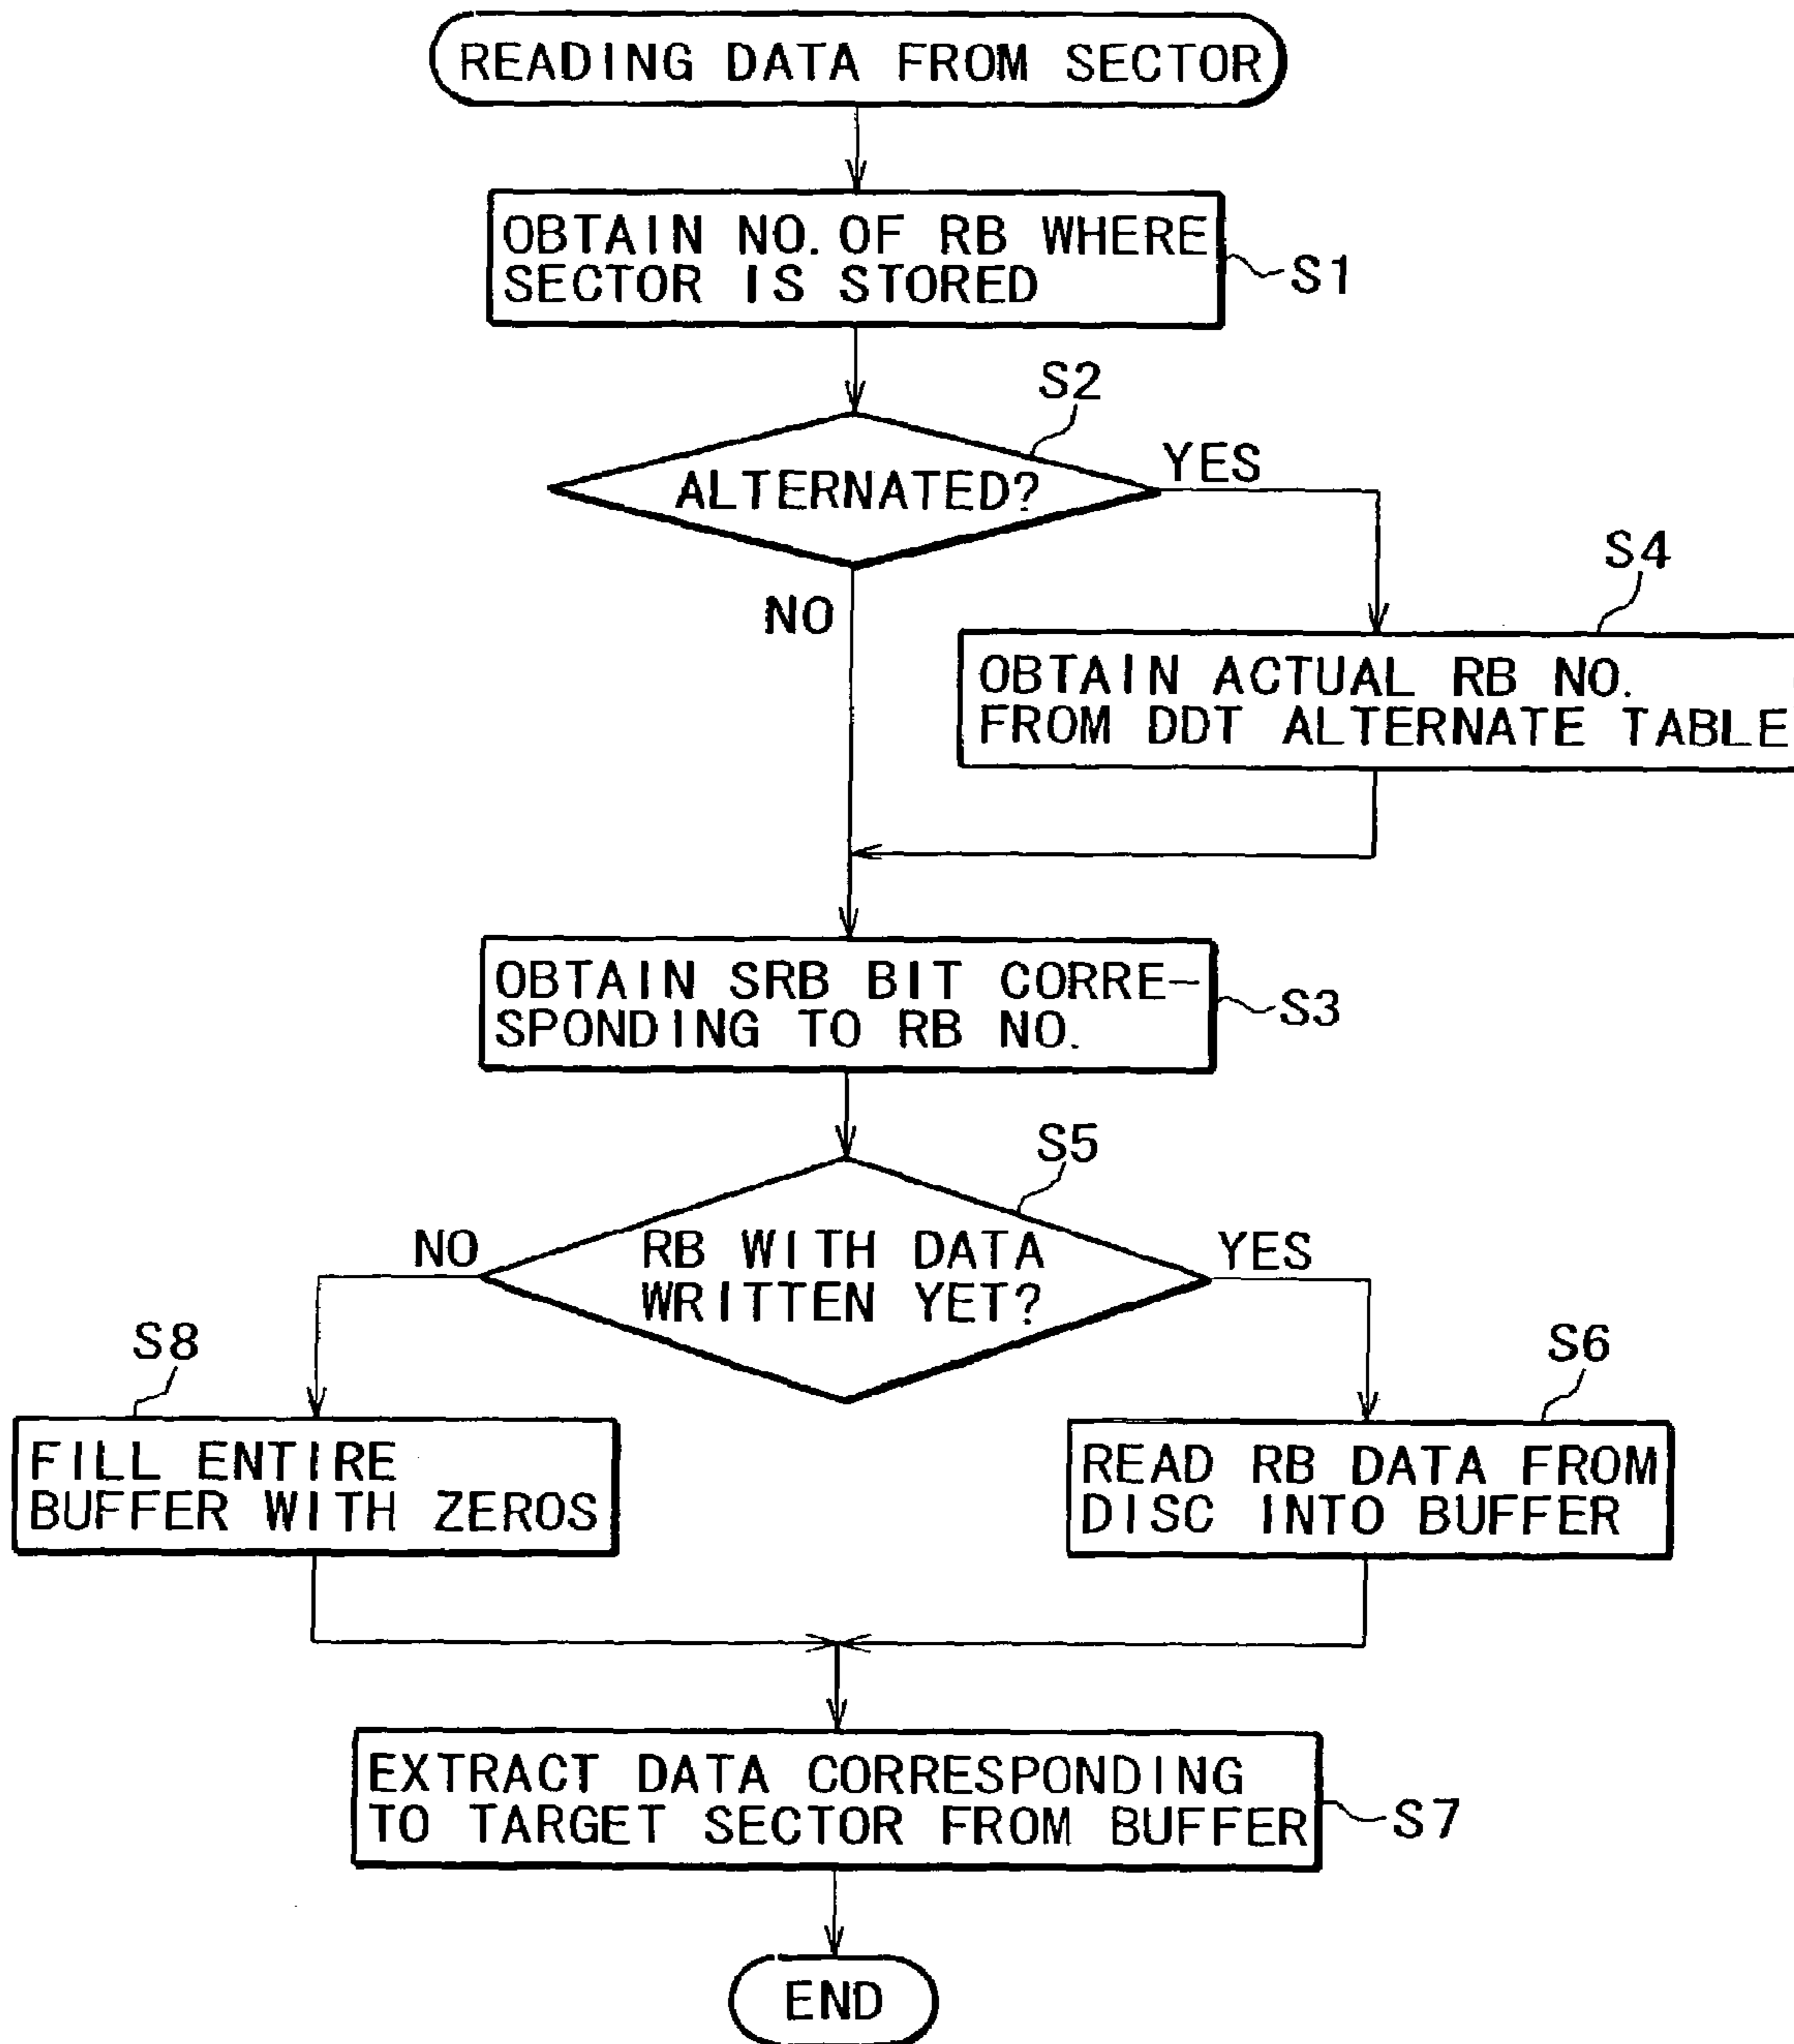 READING DATA FROM SECTOR
OBTAIN NO. OF RB WHERE
SECTOR IS STORED
S1
S2
ALTERNATED?
YES
NO
S4
OBTAIN ACTUAL RB NO.
FROM DDT ALTERNATE TABLE
OBTAIN SRB BIT CORRE-
SPONDING TO RB NO.
S3
S5
RB WITH DATA
WRITTEN YET?
NO
YES
S8
FILL ENTIRE
BUFFER WITH ZEROS
S6
READ RB DATA FROM
DISC INTO BUFFER
EXTRACT DATA CORRESPONDING
TO TARGET SECTOR FROM BUFFER
S7
END